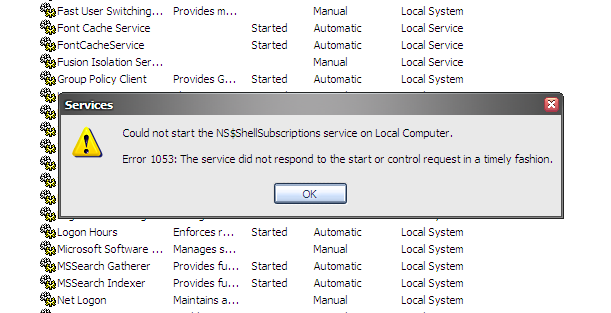 Fast User Switching... Provides m... Manual Local System
Font Cache Service Started Automatic Local Service
FontCacheService Started Automatic Local Service
Fusion Isolation Ser... Manual Local Service
Group Policy Client Provides G... Started Automatic Local System
Services
Could not start the NS$ShellSubscriptions service on Local Computer.
Error 1053: The service did not respond to the start or control request in a timely fashion.
OK
Logon Hours Enforces r... Started Automatic Local System
Microsoft Software ... Manages s... Manual Local System
MSSearch Gatherer Provides fu... Started Automatic Local System
MSSearch Indexer Provides fu... Started Automatic Local System
Net Logon Maintains a... Manual Local System